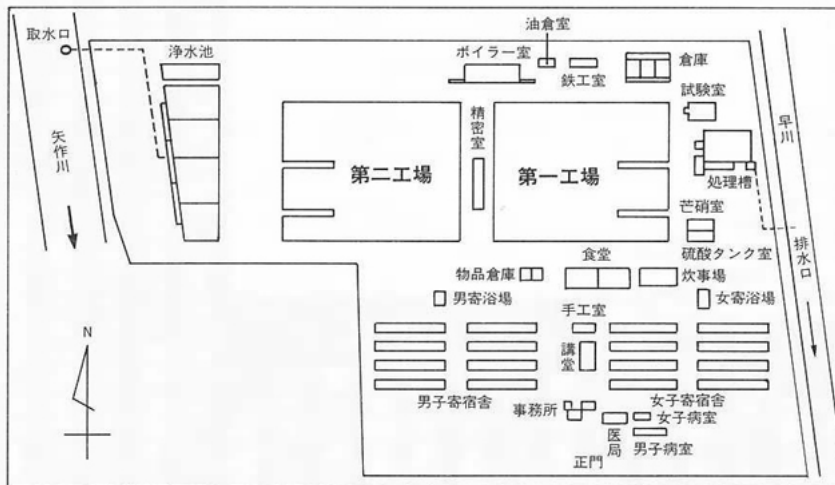 油倉室
取水口
浄水池
ボイラー室
鉄工室
倉庫
試験室
矢作川
精密室
早川
第二工場
第一工場
処理槽
芒硝室
硫酸タンク室
排水口
食堂
物品倉庫
炊事場
男寄浴場
女寄浴場
手工室
N
講堂
男子寄宿舎
女子寄宿舎
事務所
女子病室
医局
男子病室
正門